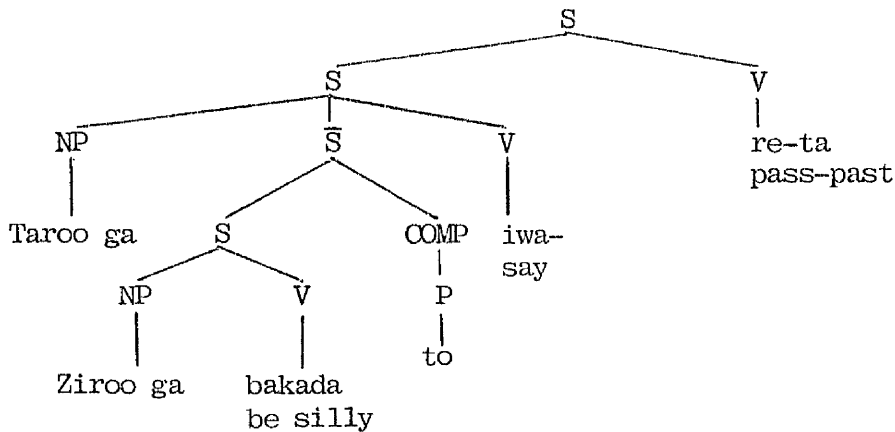 S
S V
NP S̄ V re-ta
pass-past
Taroo ga S COMP iwa-
say
NP V P
to
Ziroo ga bakada
be silly